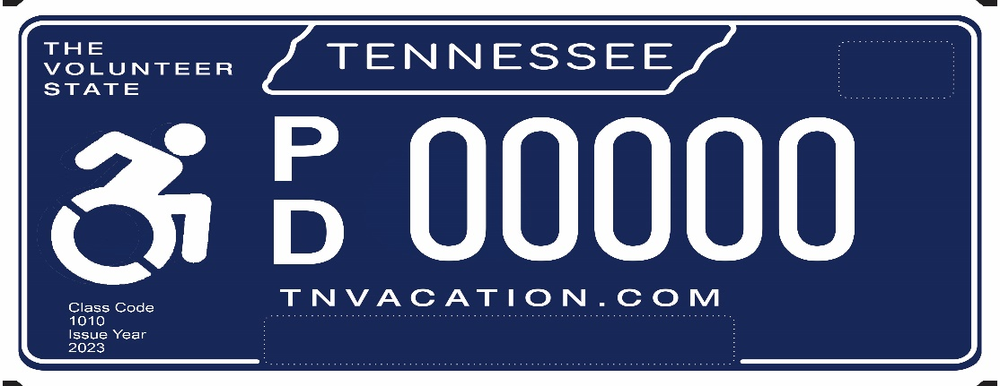 THE
VOLUNTEER
STATE
TENNESSEE
P
D
00000
TNVACATION.COM
Class Code
1010
Issue Year
2023